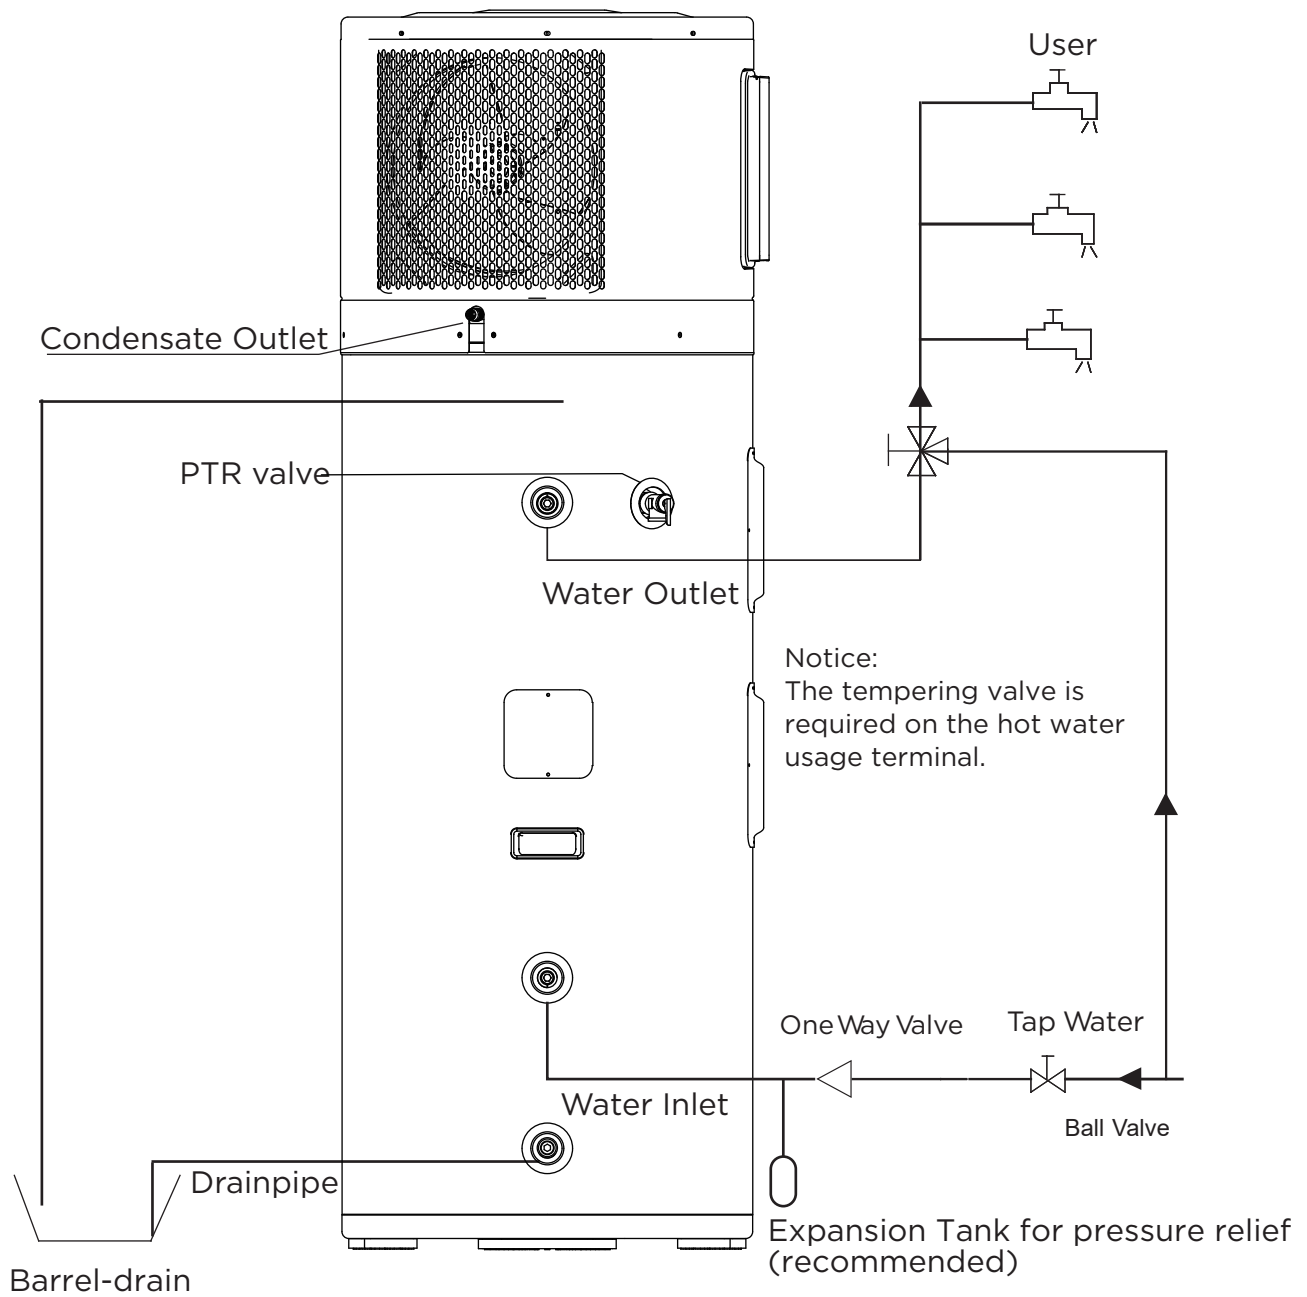 User
Condensate Outlet
PTR valve
Water Outlet
Notice:
The tempering valve is
required on the hot water
usage terminal.
One Way Valve
Tap Water
Water Inlet
Ball Valve
Drainpipe
Expansion Tank for pressure relief
(recommended)
Barrel-drain